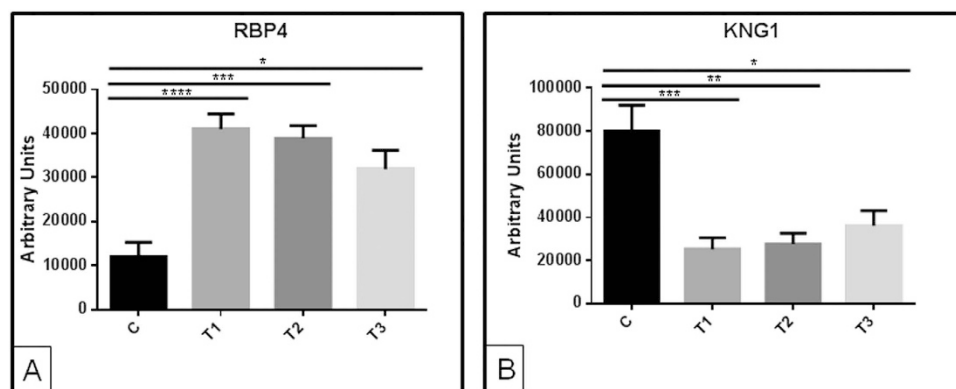 RBP4
*
***
****
50000
40000
30000
20000
10000
0
Arbitrary Units
C
T1
T2
T3
A
KNG1
*
**
***
100000
80000
60000
40000
20000
0
Arbitrary Units
C
T1
T2
T3
B